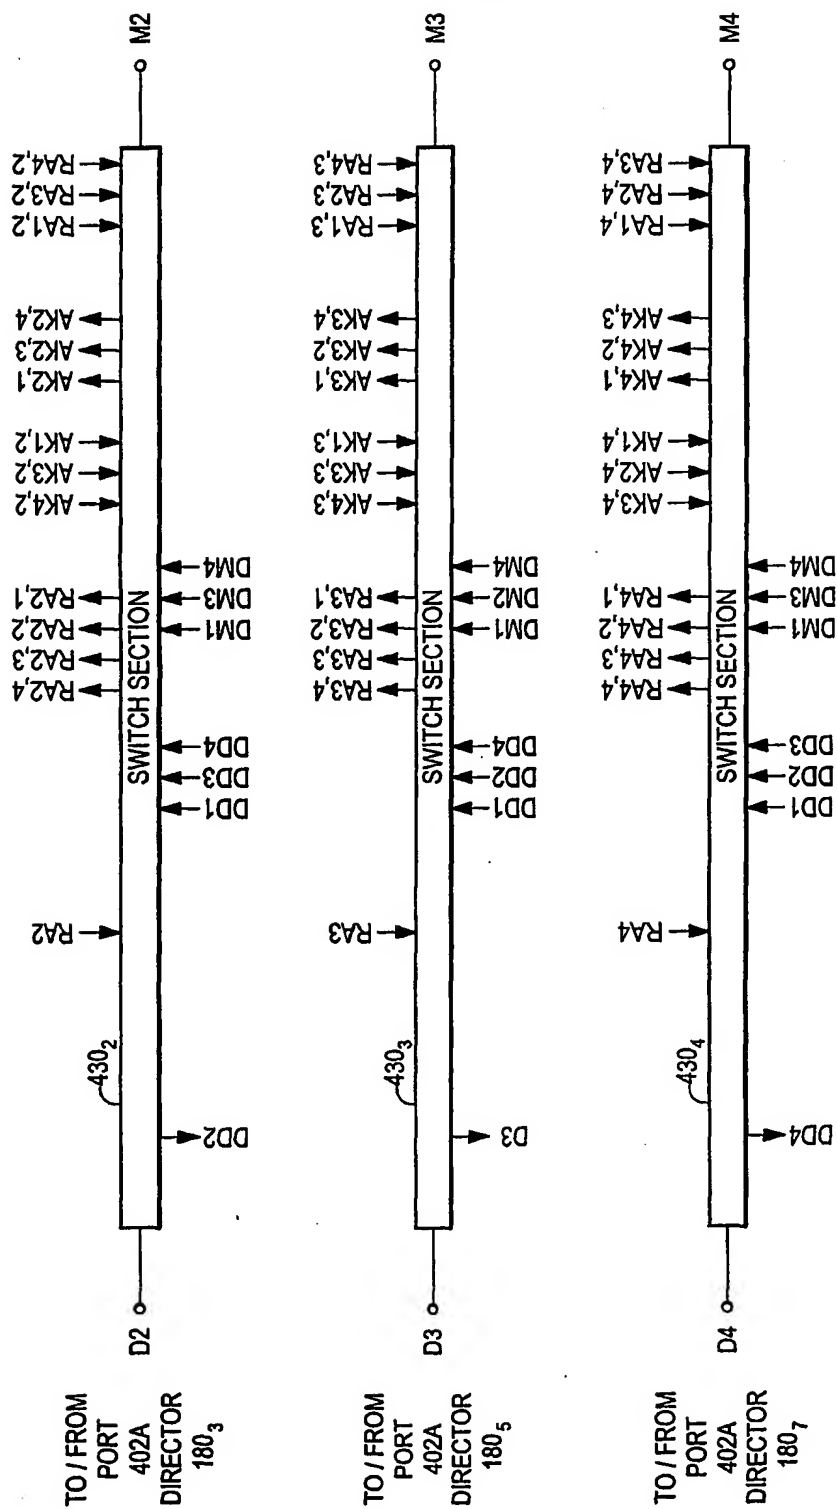 TO / FROM
PORT
402A
DIRECTOR
180₃
D2
430₂
RA2
RA2,4
RA2,3
RA2,2
RA2,1
AK4,2
AK3,2
AK1,2
AK2,1
AK2,3
AK2,4
RA1,2
RA3,2
RA4,2
SWITCH SECTION
M2
DD2
DD1
DD3
DD4
DM1
DM3
DM4
TO / FROM
PORT
402A
DIRECTOR
180₅
D3
430₃
RA3
RA3,4
RA3,3
RA3,2
RA3,1
AK4,3
AK3,3
AK1,3
AK3,1
AK3,2
AK3,4
RA1,3
RA2,3
RA4,3
SWITCH SECTION
M3
D3
DD1
DD2
DD4
DM1
DM2
DM4
TO / FROM
PORT
402A
DIRECTOR
180₇
D4
430₄
RA4
RA4,4
RA4,3
RA4,2
RA4,1
AK3,4
AK2,4
AK1,4
AK4,1
AK4,2
AK4,3
RA1,4
RA2,4
RA3,4
SWITCH SECTION
M4
DD4
DD1
DD2
DD3
DM1
DM3
DM4